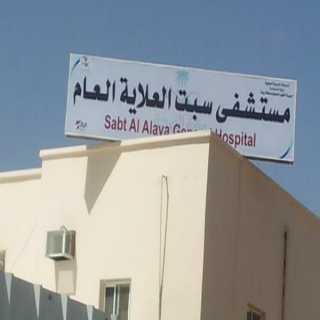 مستشفى سبت العلاية العام
Sabt Al Alaya General Hospital